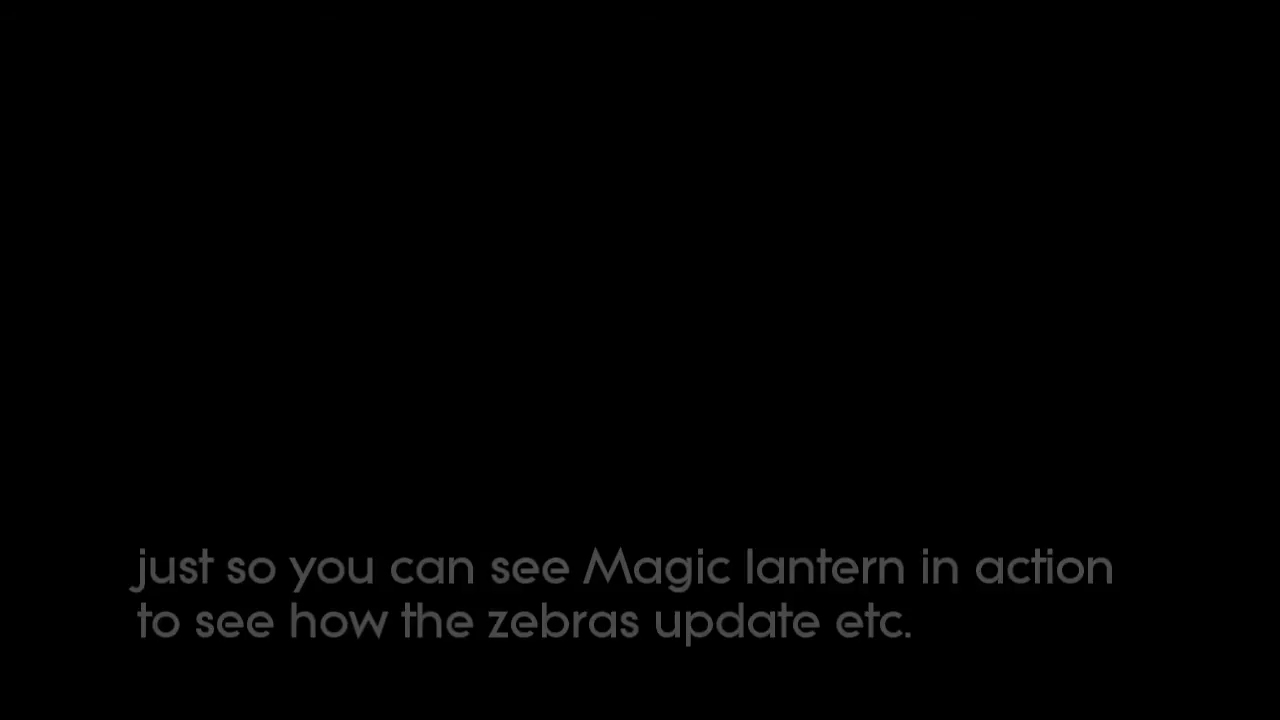 just so you can see Magic lantern in action
to see how the zebras update etc.